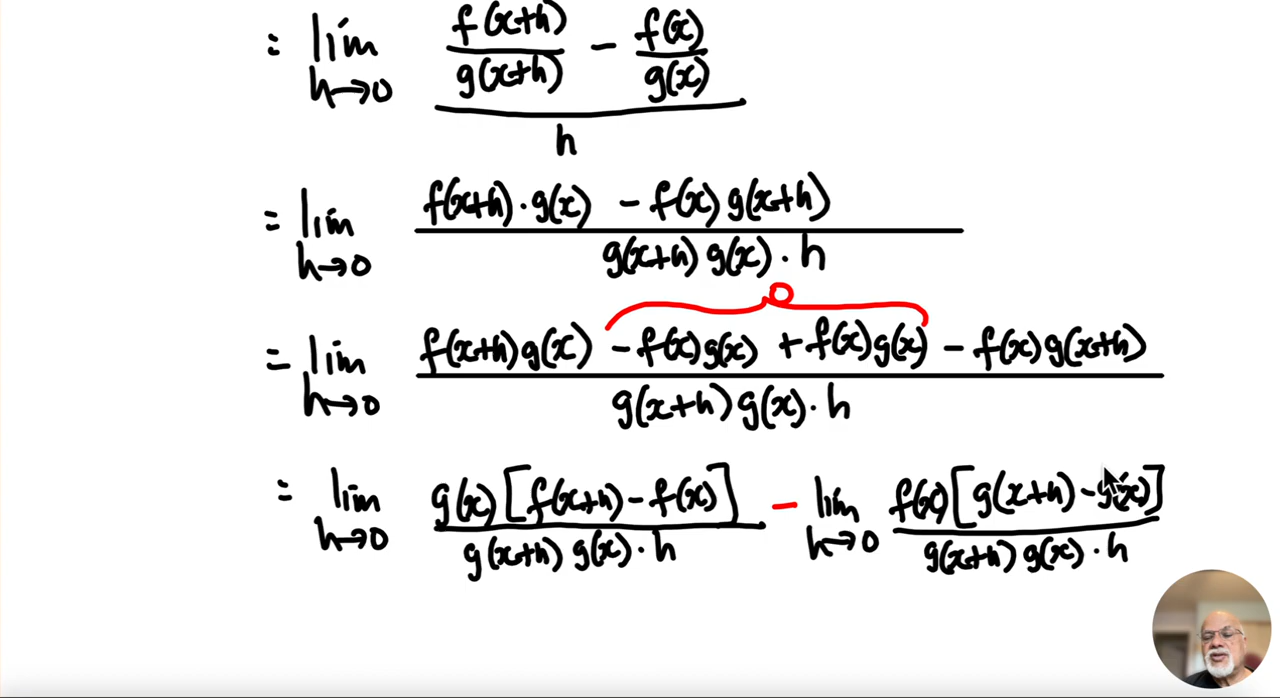 = lim h→0 (f(x+h)/g(x+h) − f(x)/g(x)) / h
= lim h→0 (f(x+h)·g(x) − f(x)g(x+h)) / (g(x+h)g(x)·h)
0
= lim h→0 (f(x+h)g(x) − f(x)g(x) + f(x)g(x) − f(x)g(x+h)) / (g(x+h)g(x)·h)
= lim h→0 g(x)[f(x+h) − f(x)] / (g(x+h)g(x)·h) − lim h→0 f(x)[g(x+h) − g(x)] / (g(x+h)g(x)·h)